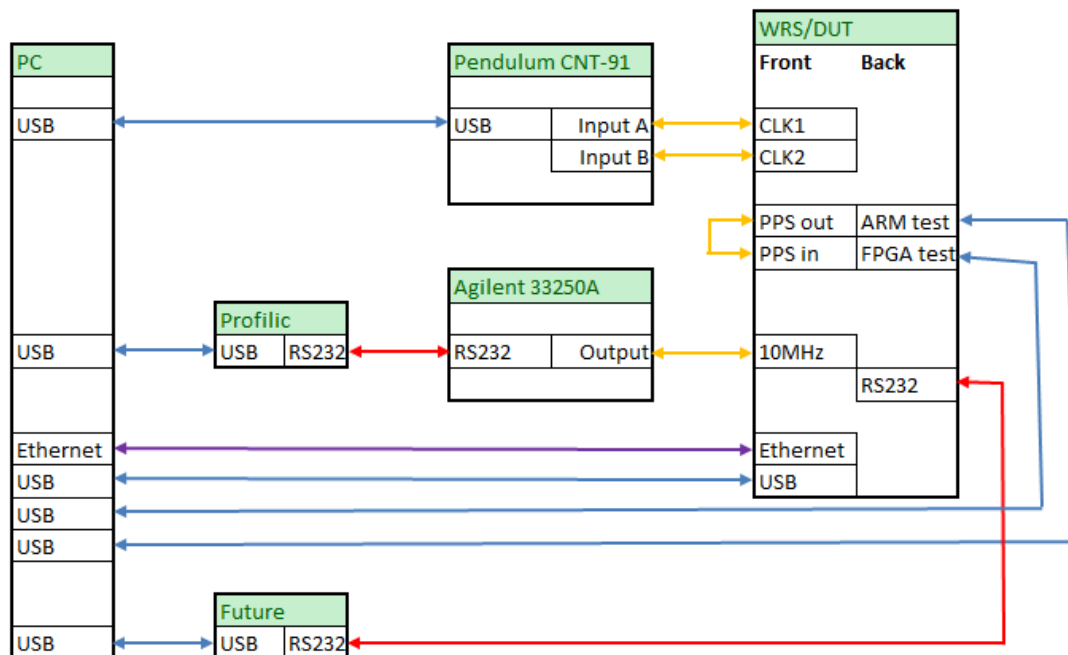 WRS/DUT
Front Back
PC
Pendulum CNT-91
USB
USB Input A
Input B
CLK1
CLK2
PPS out ARM test
PPS in FPGA test
Agilent 33250A
Profilic
USB
USB RS232
RS232 Output
10MHz
RS232
Ethernet
Ethernet
USB
USB
USB
USB
Future
USB
USB RS232